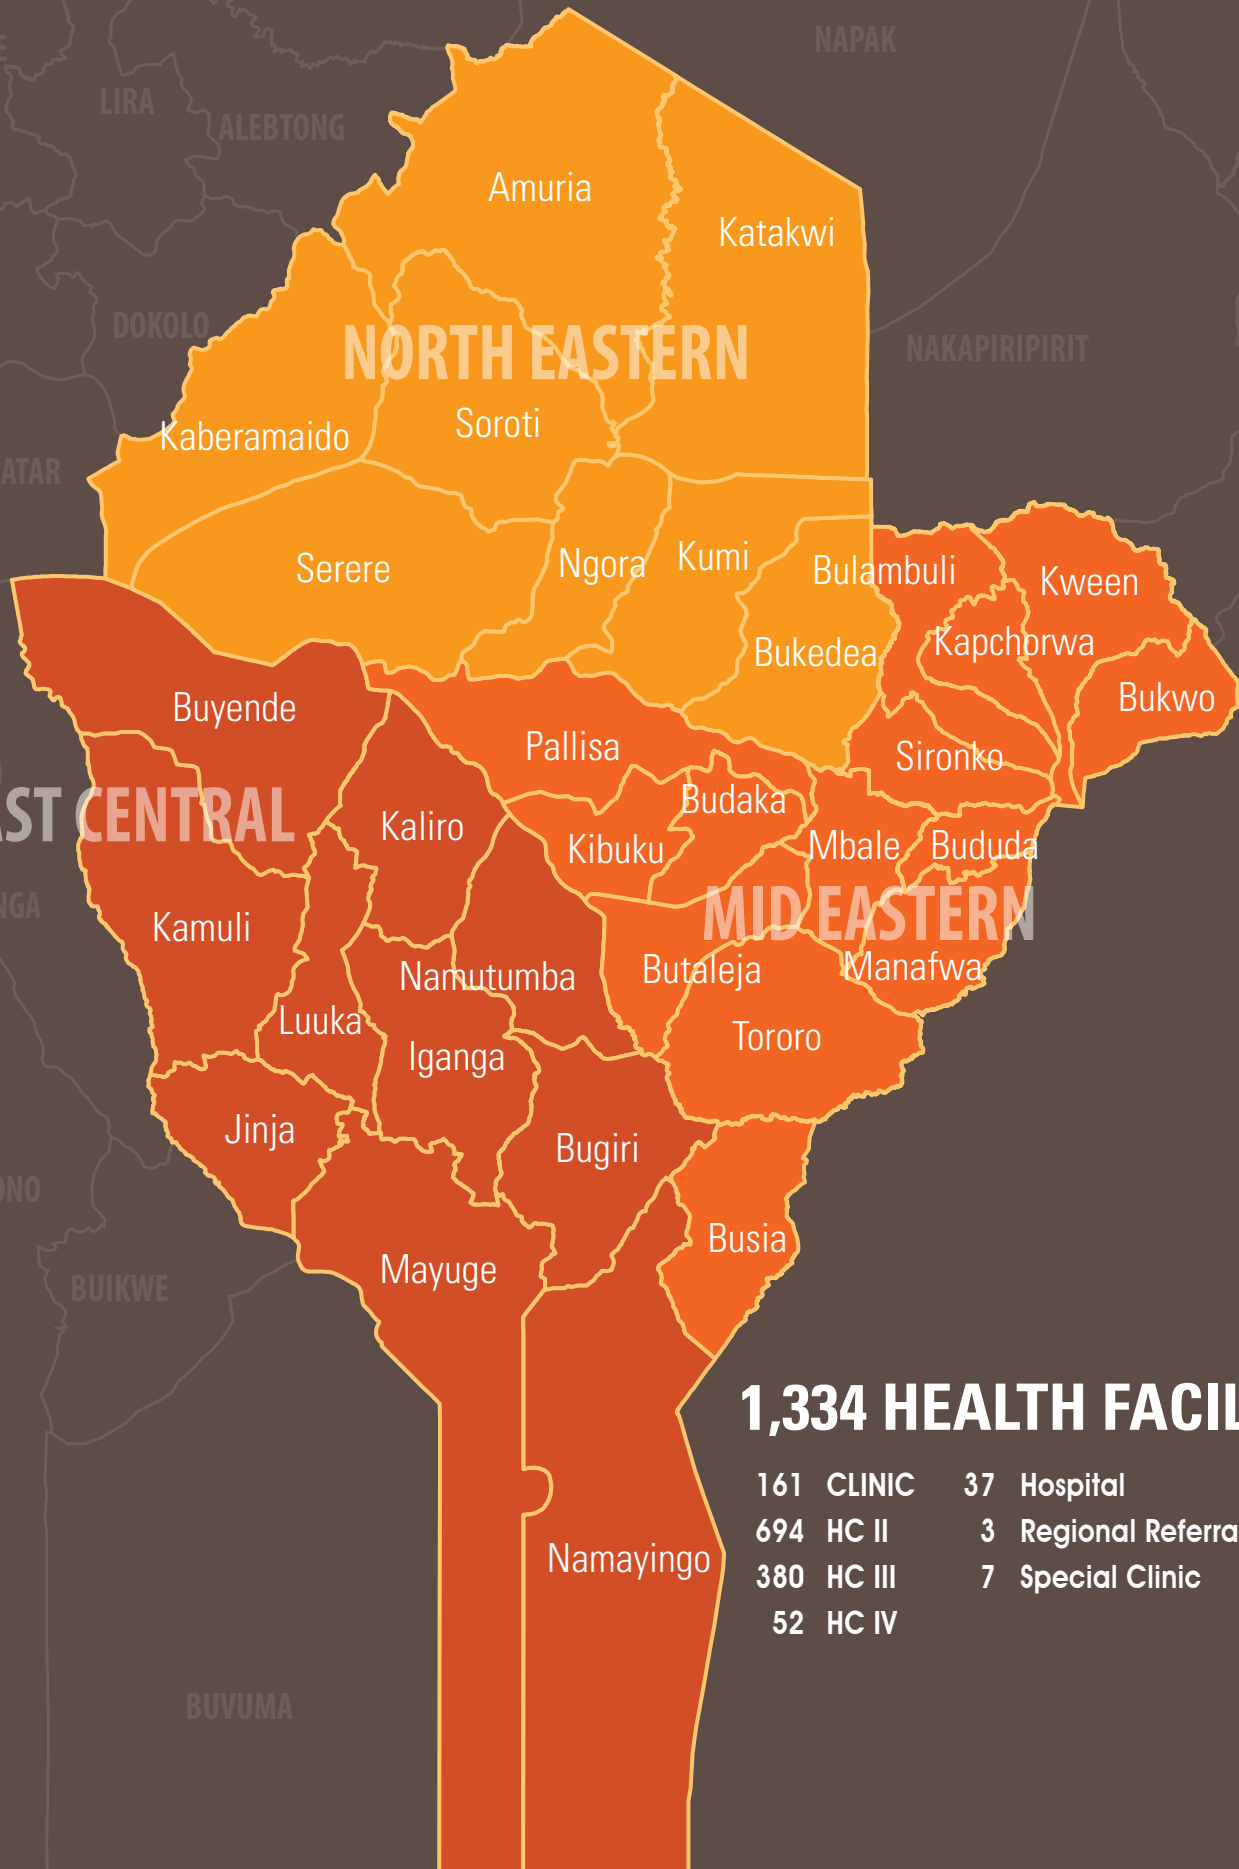 NAPAK
LIRA
ALEBTONG
Amuria
Katakwi
DOKOLO
NORTH EASTERN
NAKAPIRIPIRIT
Soroti
Kaberamaido
ATAR
Serere
Ngora
Kumi
Bulambuli
Kween
Kapchorwa
Bukedea
Bukwo
Buyende
Pallisa
Sironko
Budaka
AST CENTRAL
Kaliro
Kibuku
Mbale
Bududa
NGA
MID EASTERN
Kamuli
Namutumba
Butaleja
Manafwa
Luuka
Tororo
Iganga
Jinja
Bugiri
ONO
Busia
Mayuge
BUIKWE
1,334 HEALTH FACIL
161 CLINIC 37 Hospital
694 HC II 3 Regional Referra
380 HC III 7 Special Clinic
52 HC IV
Namayingo
BUVUMA